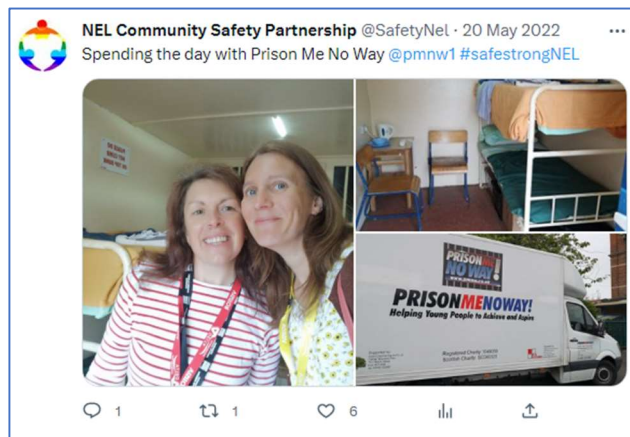 NEL Community Safety Partnership @SafetyNel · 20 May 2022
Spending the day with Prison Me No Way @pmnw1 #safestrongNEL
PRISON ME
NO WAY!
PRISONMENOWAY!
Helping Young People to Achieve and Aspire
1 1 6